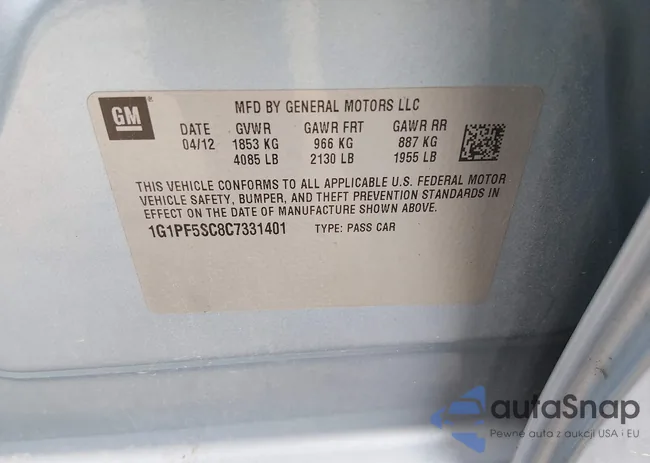 GM
MFD BY GENERAL MOTORS LLC
DATE GVWR GAWR FRT GAWR RR
04/12 1853 KG 966 KG 887 KG
4085 LB 2130 LB 1955 LB
THIS VEHICLE CONFORMS TO ALL APPLICABLE U.S. FEDERAL MOTOR
VEHICLE SAFETY, BUMPER, AND THEFT PREVENTION STANDARDS IN
EFFECT ON THE DATE OF MANUFACTURE SHOWN ABOVE.
1G1PF5SC8C7331401 TYPE: PASS CAR
autaSnap
Pewne auta z aukcji USA i EU